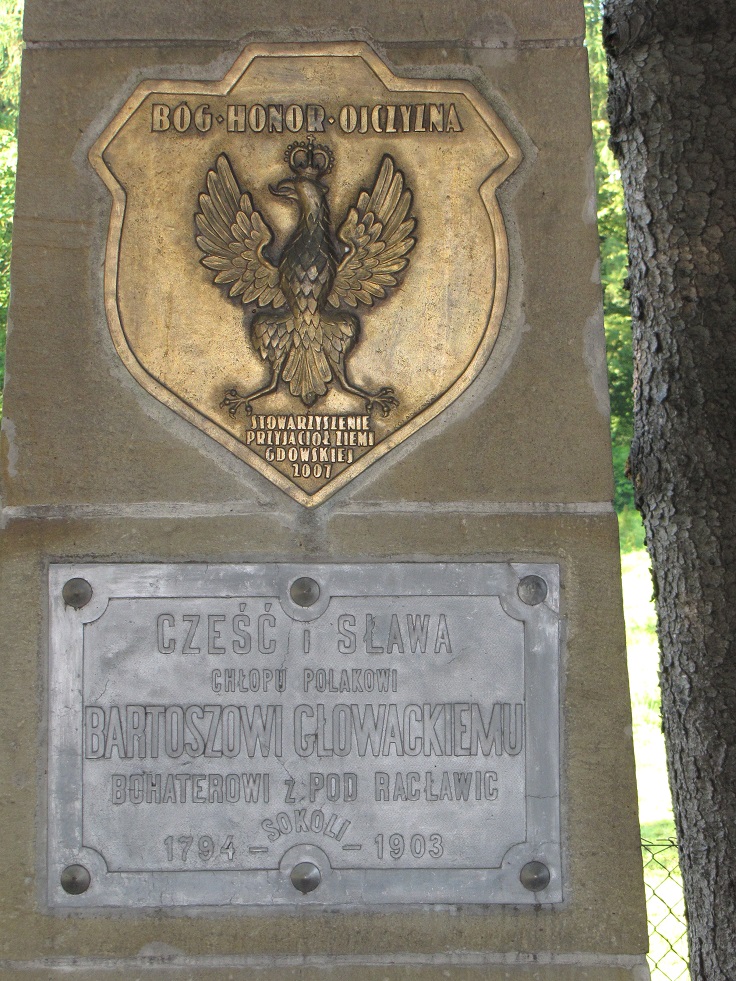 BÓG · HONOR · OJCZYZNA
STOWARZYSZENIE
PRZYJACIÓŁ ZIEMI
GDOWSKIEJ
2007
CZEŚĆ i SŁAWA
CHŁOPU POLAKOWI
BARTOSZOWI GŁOWACKIEMU
BOHATEROWI z POD RACŁAWIC
SOKOLI
1794 – – 1903